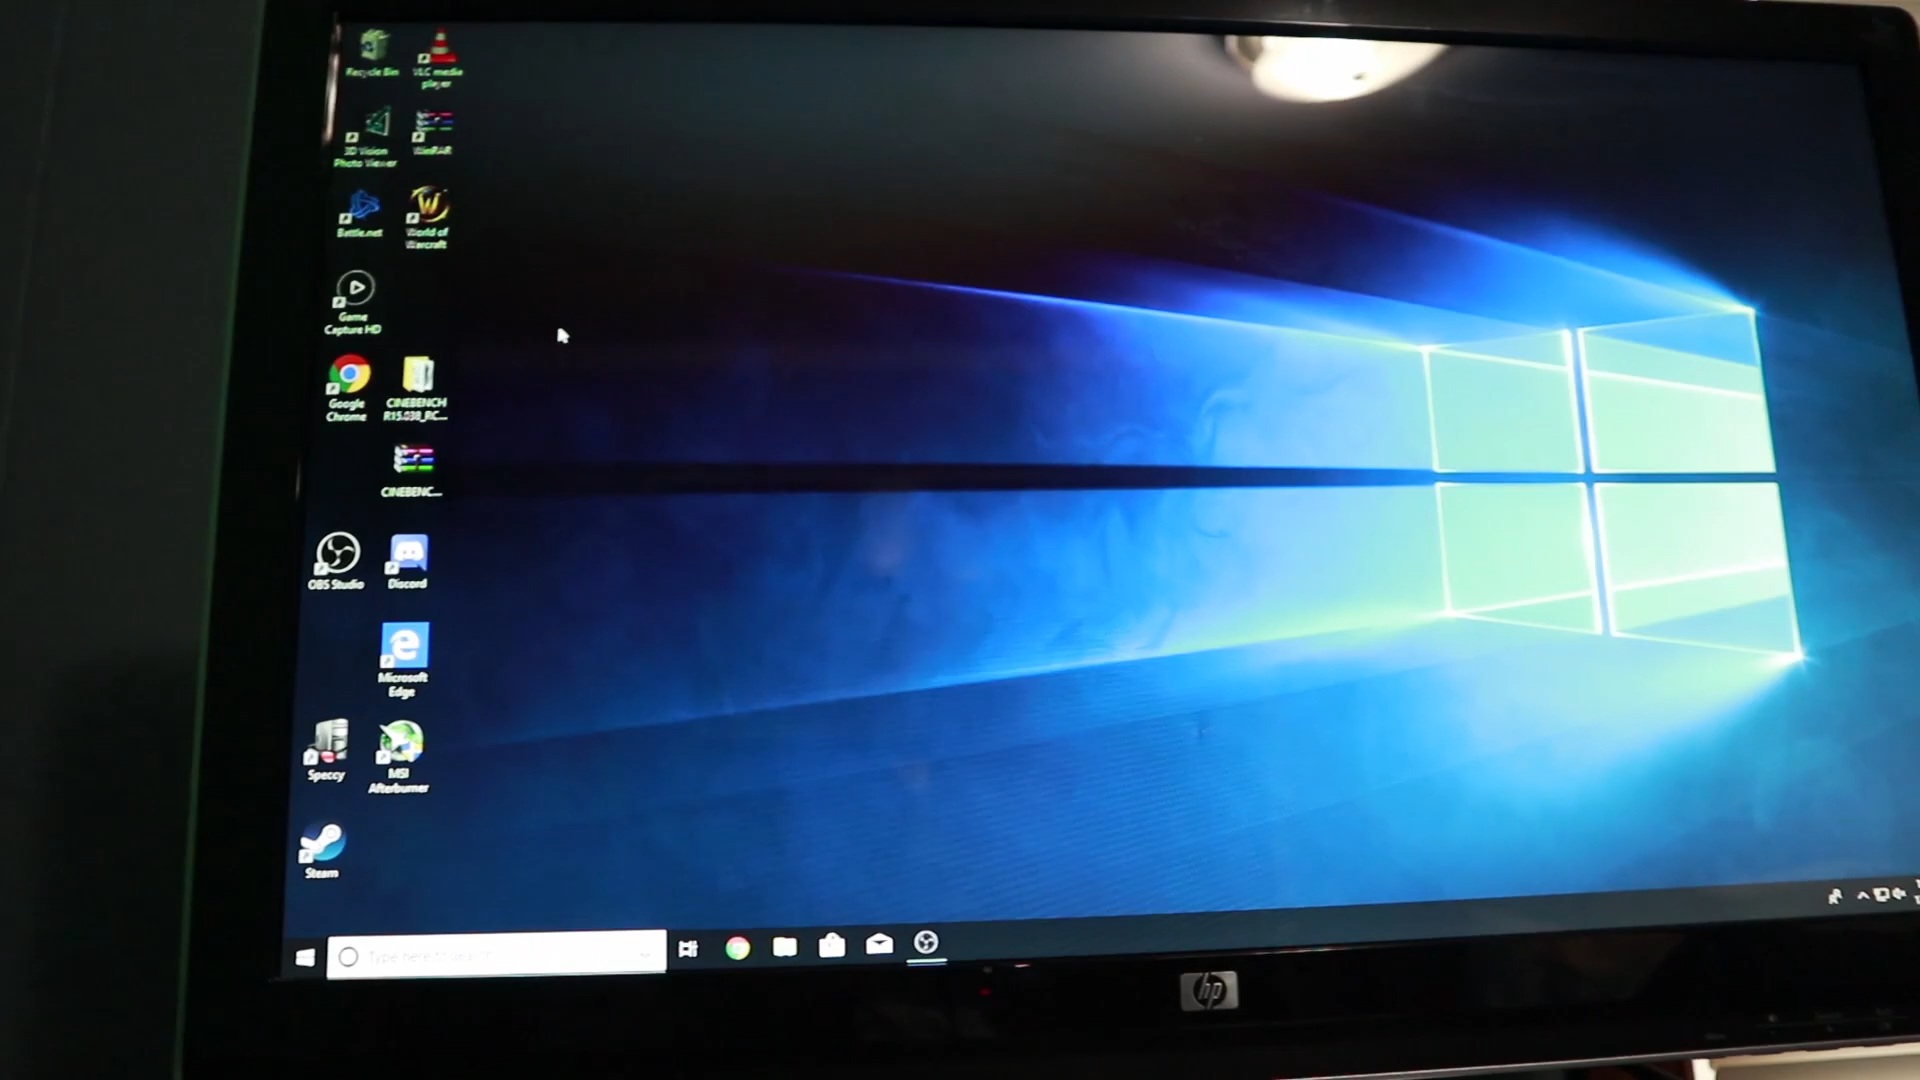 Recycle Bin
VLC media
player
3D Vision
Photo Viewer
WinRAR
Battle.net
World of
Warcraft
Game
Capture HD
Google
Chrome
CINEBENCH
R15.038_RC...
CINEBENC...
OBS Studio
Discord
Microsoft
Edge
Speccy
MSI
Afterburner
Steam
Type here to search
hp